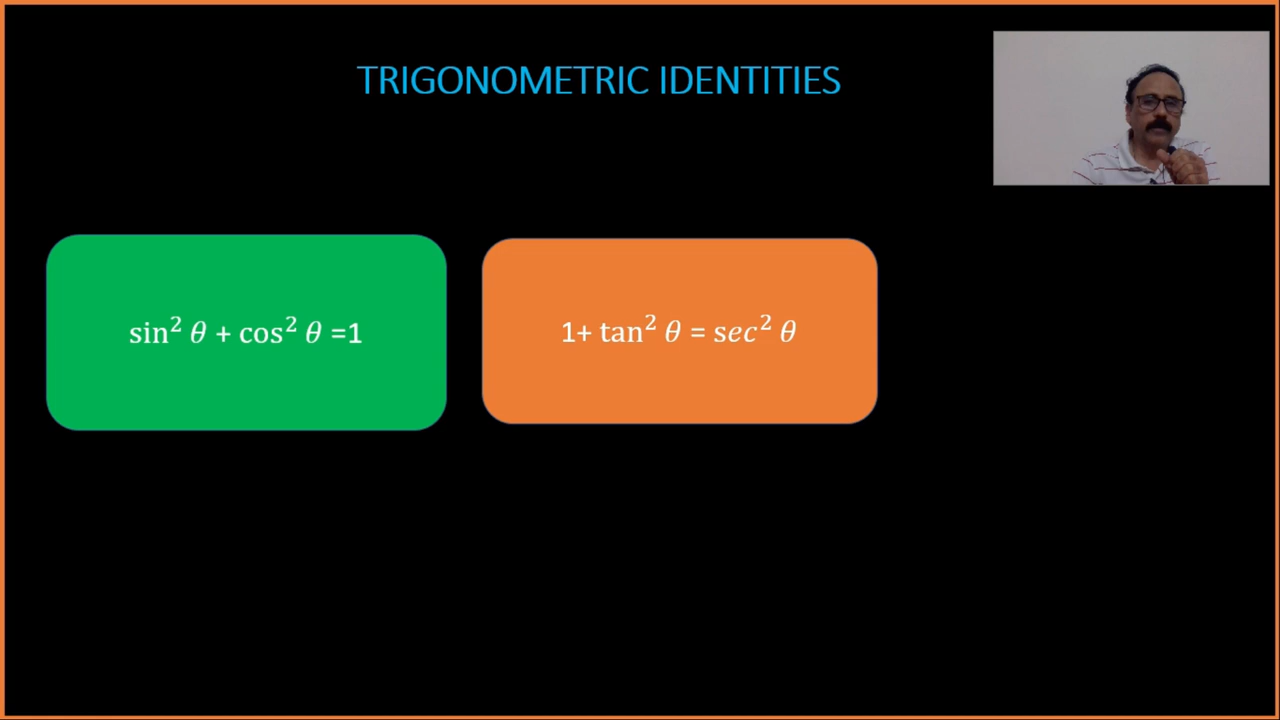 TRIGONOMETRIC IDENTITIES
sin² θ + cos² θ =1
1+ tan² θ = sec² θ